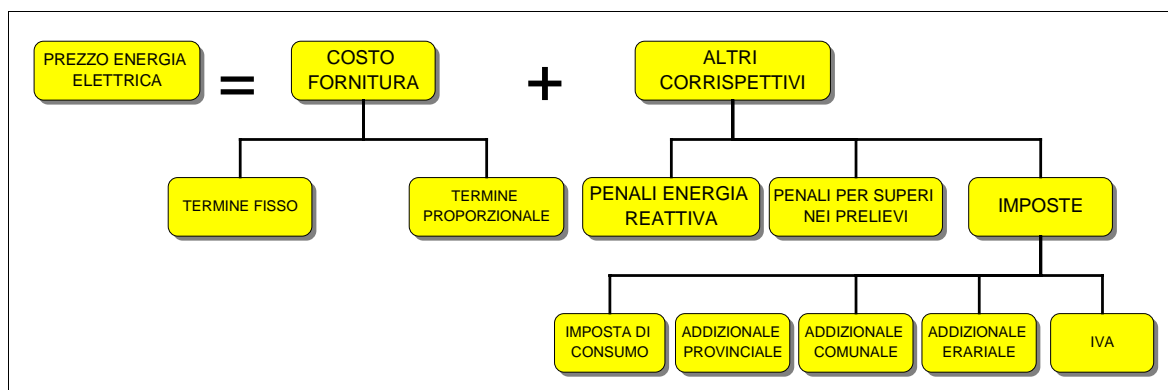 PREZZO ENERGIA
ELETTRICA
=
COSTO
FORNITURA
+
ALTRI
CORRISPETTIVI
TERMINE FISSO
TERMINE
PROPORZIONALE
PENALI ENERGIA
REATTIVA
PENALI PER SUPERI
NEI PRELIEVI
IMPOSTE
IMPOSTA DI
CONSUMO
ADDIZIONALE
PROVINCIALE
ADDIZIONALE
COMUNALE
ADDIZIONALE
ERARIALE
IVA